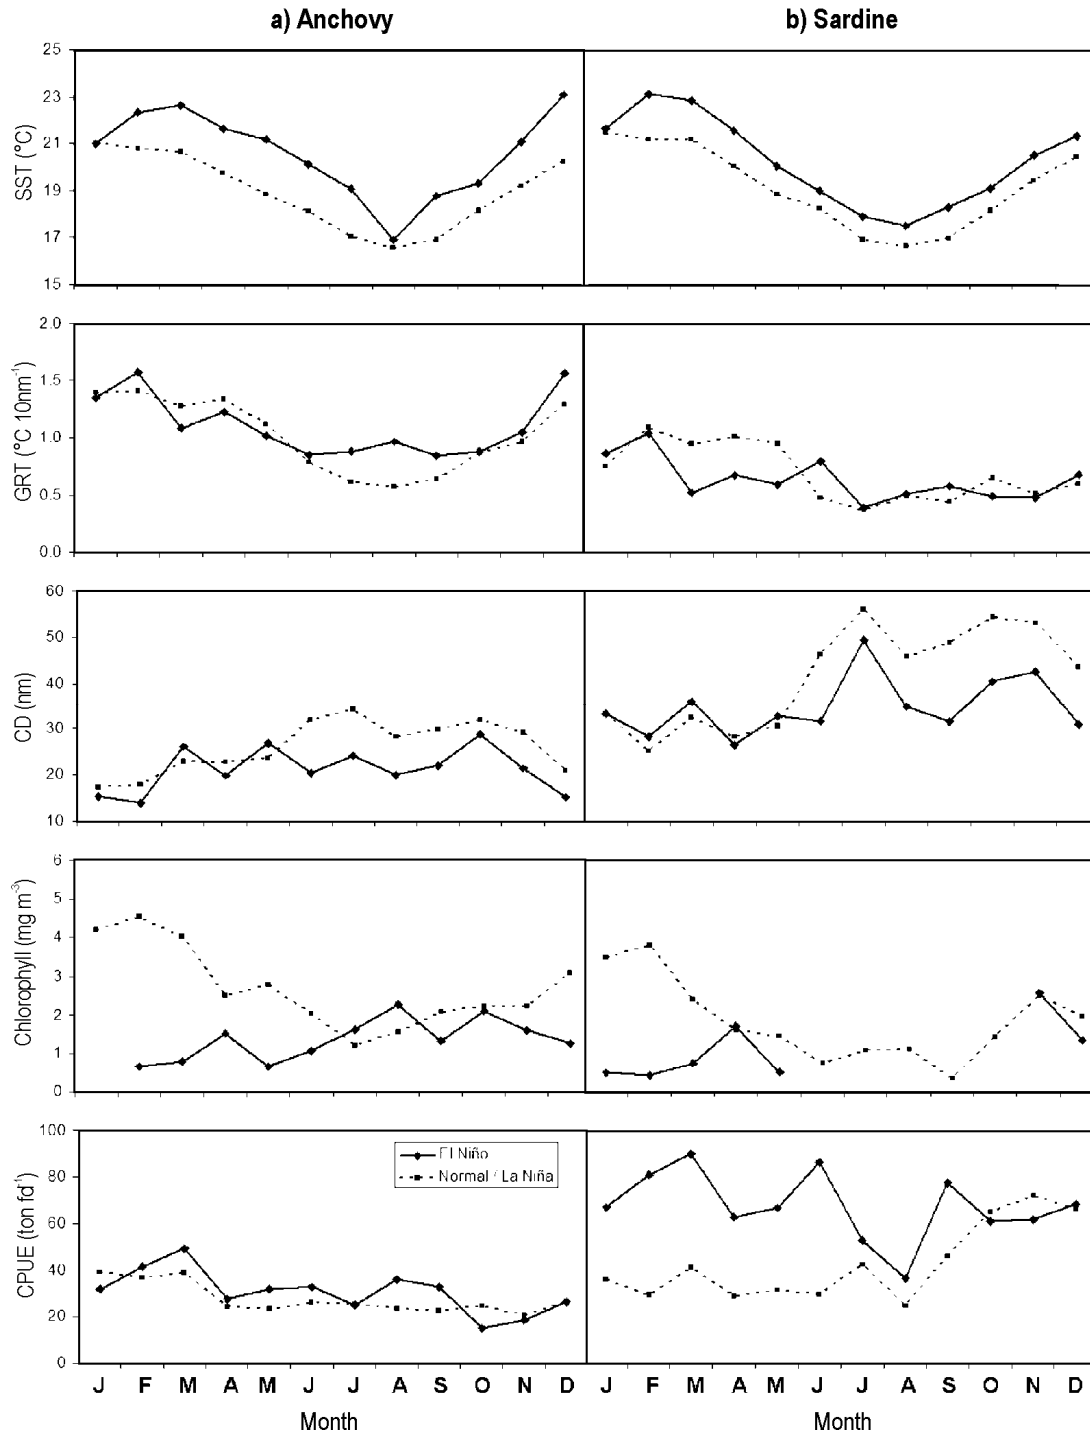 a) Anchovy
b) Sardine
SST (°C)
25
23
21
19
17
15
GRT (°C 10nm⁻¹)
2.0
1.5
1.0
0.5
0.0
CD (nm)
60
50
40
30
20
10
Chlorophyll (mg m⁻³)
6
5
4
3
2
1
0
CPUE (ton fd⁻¹)
100
80
60
40
20
0
El Niño
Normal / La Niña
J F M A M J J A S O N D
J F M A M J J A S O N D
Month
Month